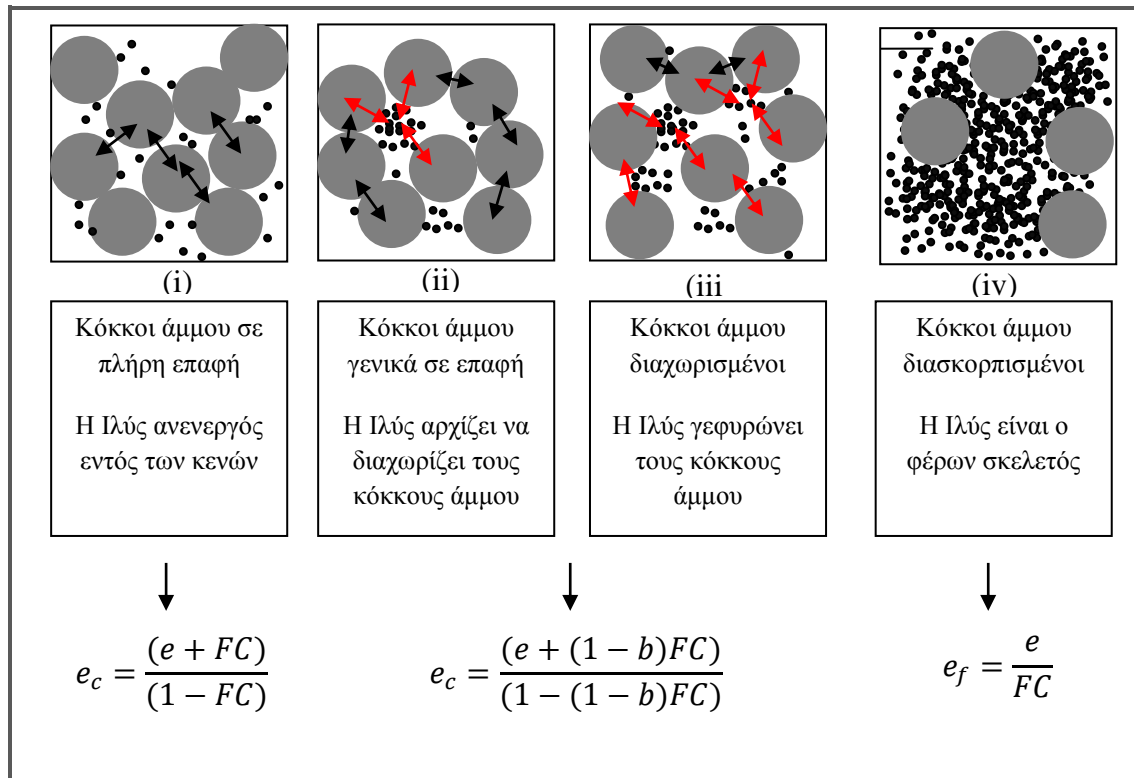 (i)
(ii)
(iii
(iv)
Κόκκοι άμμου σε
πλήρη επαφή
Η Ιλύς ανενεργός
εντός των κενών
Κόκκοι άμμου
γενικά σε επαφή
Η Ιλύς αρχίζει να
διαχωρίζει τους
κόκκους άμμου
Κόκκοι άμμου
διαχωρισμένοι
Η Ιλύς γεφυρώνει
τους κόκκους
άμμου
Κόκκοι άμμου
διασκορπισμένοι
Η Ιλύς είναι ο
φέρων σκελετός
e_c = (e + FC) / (1 − FC)
e_c = (e + (1 − b)FC) / (1 − (1 − b)FC)
e_f = e / FC